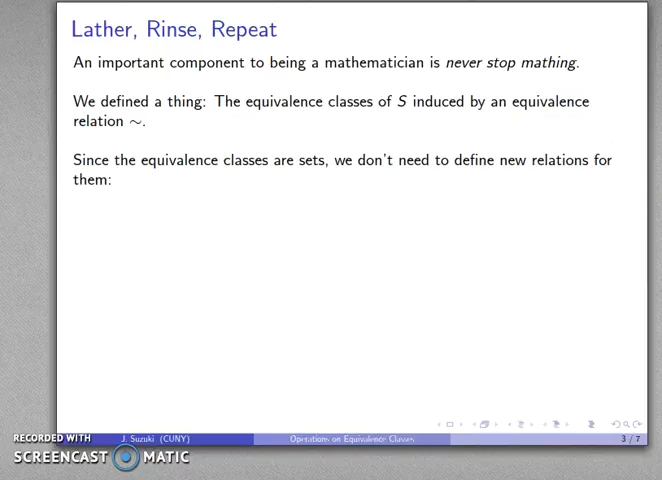 Lather, Rinse, Repeat
An important component to being a mathematician is never stop mathing.
We defined a thing: The equivalence classes of S induced by an equivalence
relation ∼.
Since the equivalence classes are sets, we don't need to define new relations for
them:
RECORDED WITH
SCREENCAST MATIC
J. Suzuki (CUNY)
Operations on Equivalence Classes
3 / 7